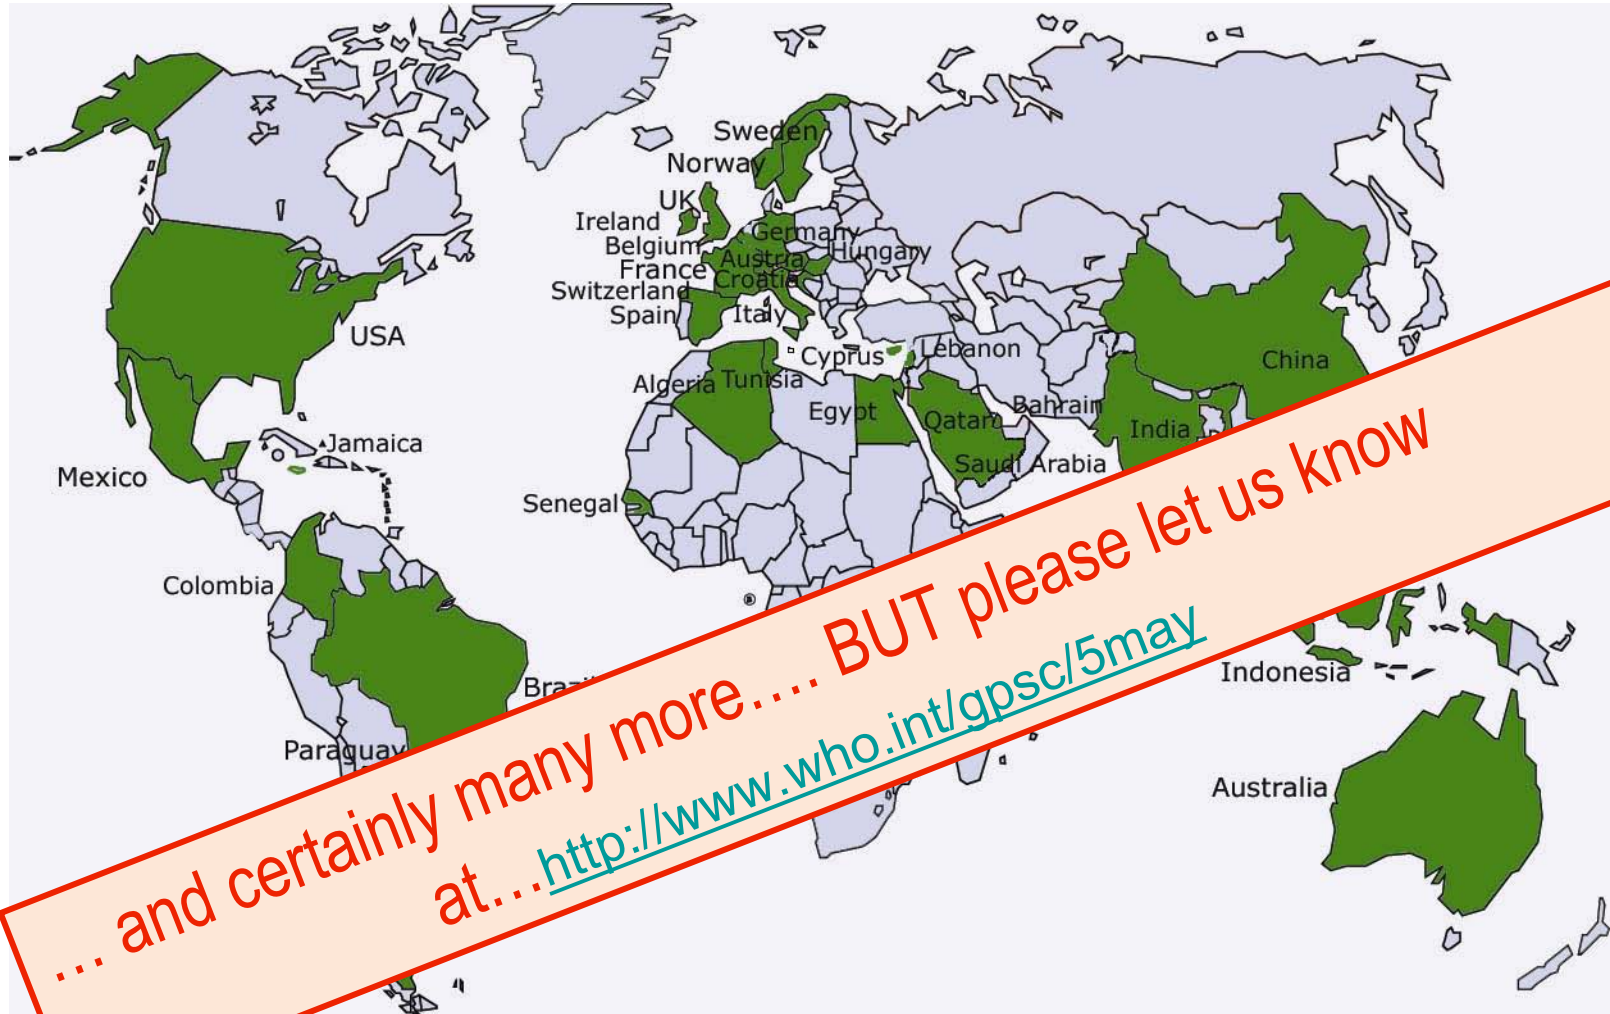 Sweden
Norway
UK
Ireland
Germany
Belgium
Hungary
Austria
France
Croatia
Switzerland
Spain
Italy
USA
Lebanon
Cyprus
China
Algeria
Tunisia
Bahrain
Egypt
Qatar
India
Jamaica
Saudi Arabia
Mexico
Senegal
Colombia
Indonesia
Brazil
Paraguay
Australia
... and certainly many more.... BUT please let us know
at...http://www.who.int/gpsc/5may